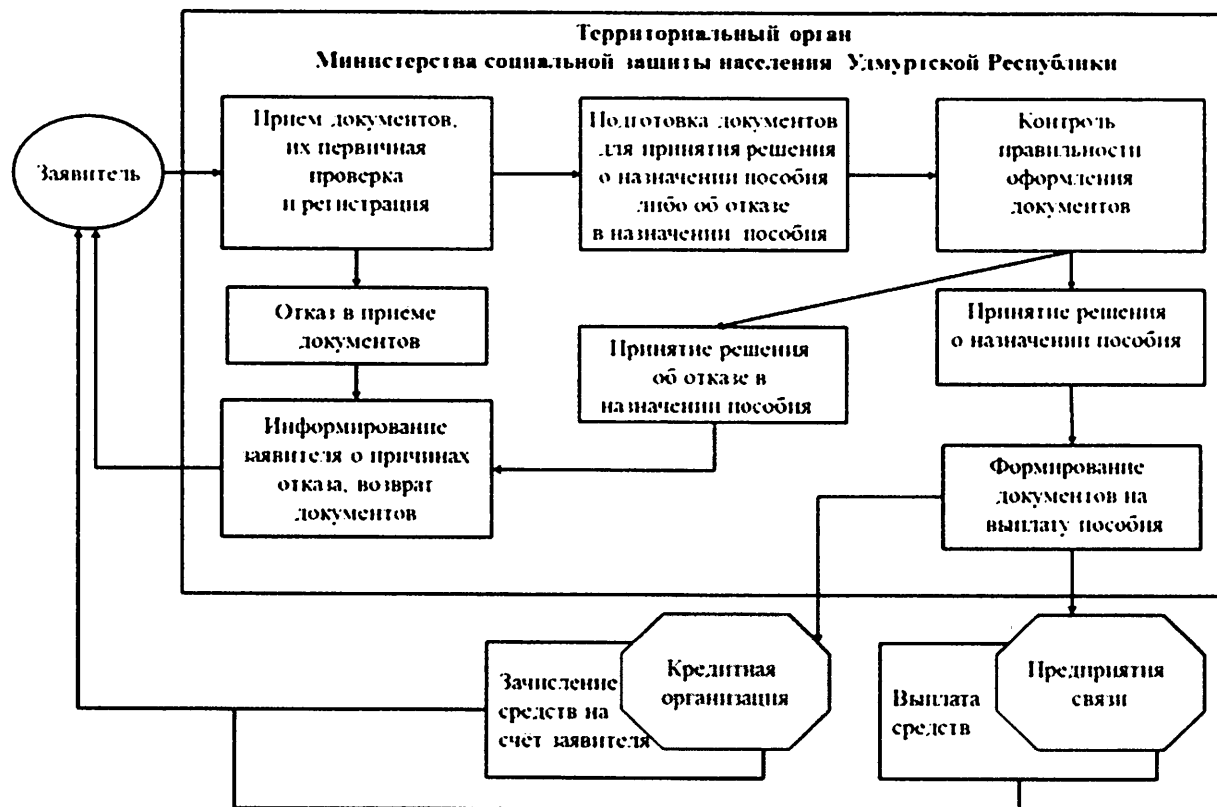 Территориальный орган
Министерства социальной защиты населения Удмуртской Республики
Заявитель
Прием документов,
их первичная
проверка
и регистрация
Подготовка документов
для принятия решения
о назначении пособия
либо об отказе
в назначении пособия
Контроль
правильности
оформления
документов
Отказ в приеме
документов
Принятие решения
об отказе в
назначении пособия
Принятие решения
о назначении пособия
Информирование
заявителя о причинах
отказа, возврат
документов
Формирование
документов на
выплату пособия
Зачисление
средств на
счёт заявителя
Кредитная
организация
Выплата
средств
Предприятия
связи